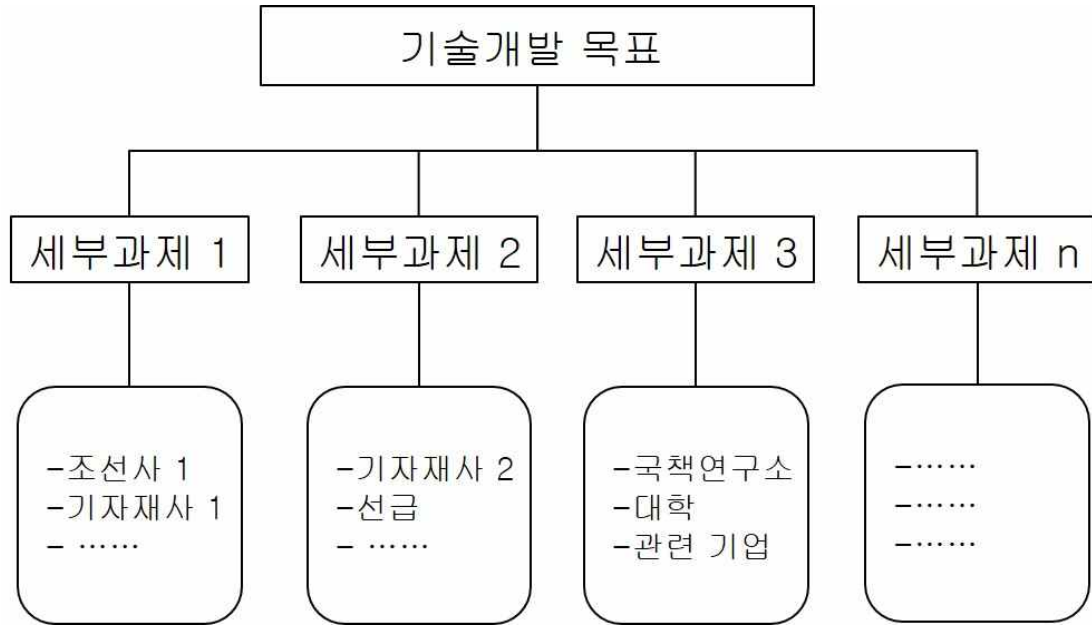 기술개발 목표
세부과제 1
세부과제 2
세부과제 3
세부과제 n
-조선사 1
-기자재사 1
- ……
-기자재사 2
-선급
- ……
-국책연구소
-대학
-관련 기업
-……
-……
-……